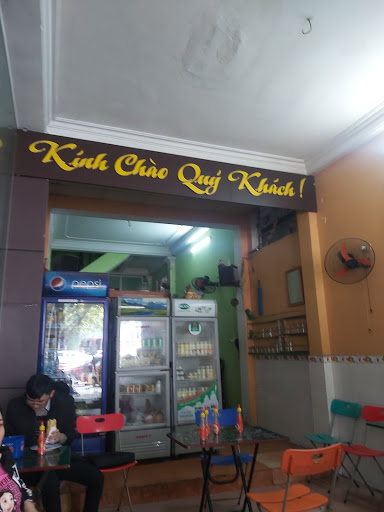 Kính Chào Quý Khách !
pepsi